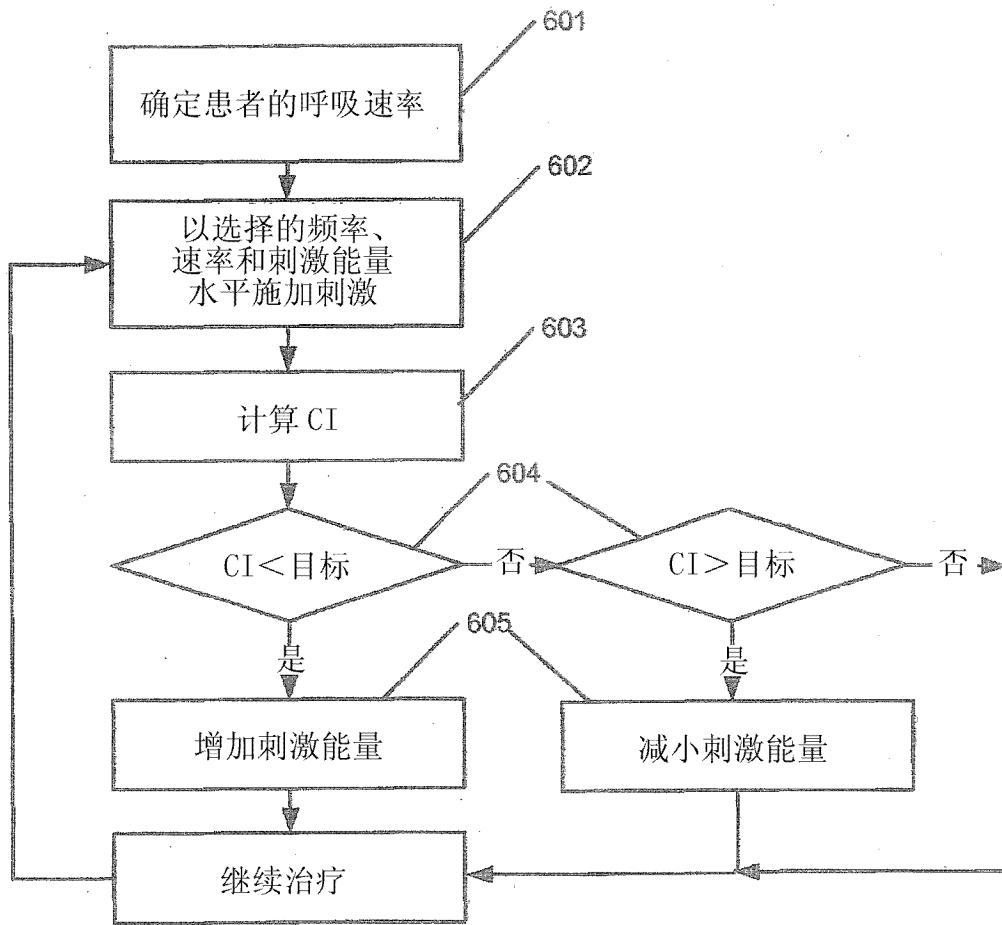 601
确定患者的呼吸速率
602
以选择的频率、
速率和刺激能量
水平施加刺激
603
计算 CI
604
CI<目标
否
CI>目标
否
605
是
是
增加刺激能量
减小刺激能量
继续治疗